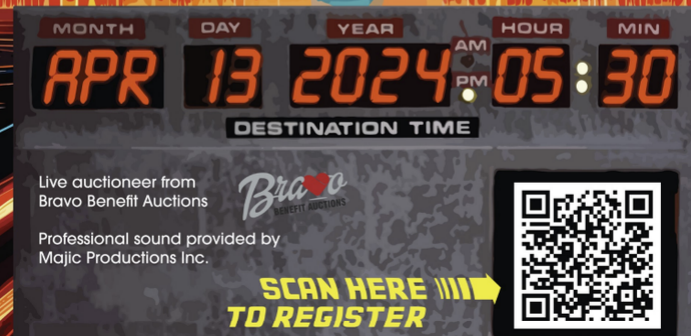 MONTH DAY YEAR HOUR MIN
AM
APR 13 2024 05:30
PM
DESTINATION TIME
Live auctioneer from
Bravo Benefit Auctions
Bravo
BENEFIT AUCTIONS
Professional sound provided by
Majic Productions Inc.
SCAN HERE
TO REGISTER